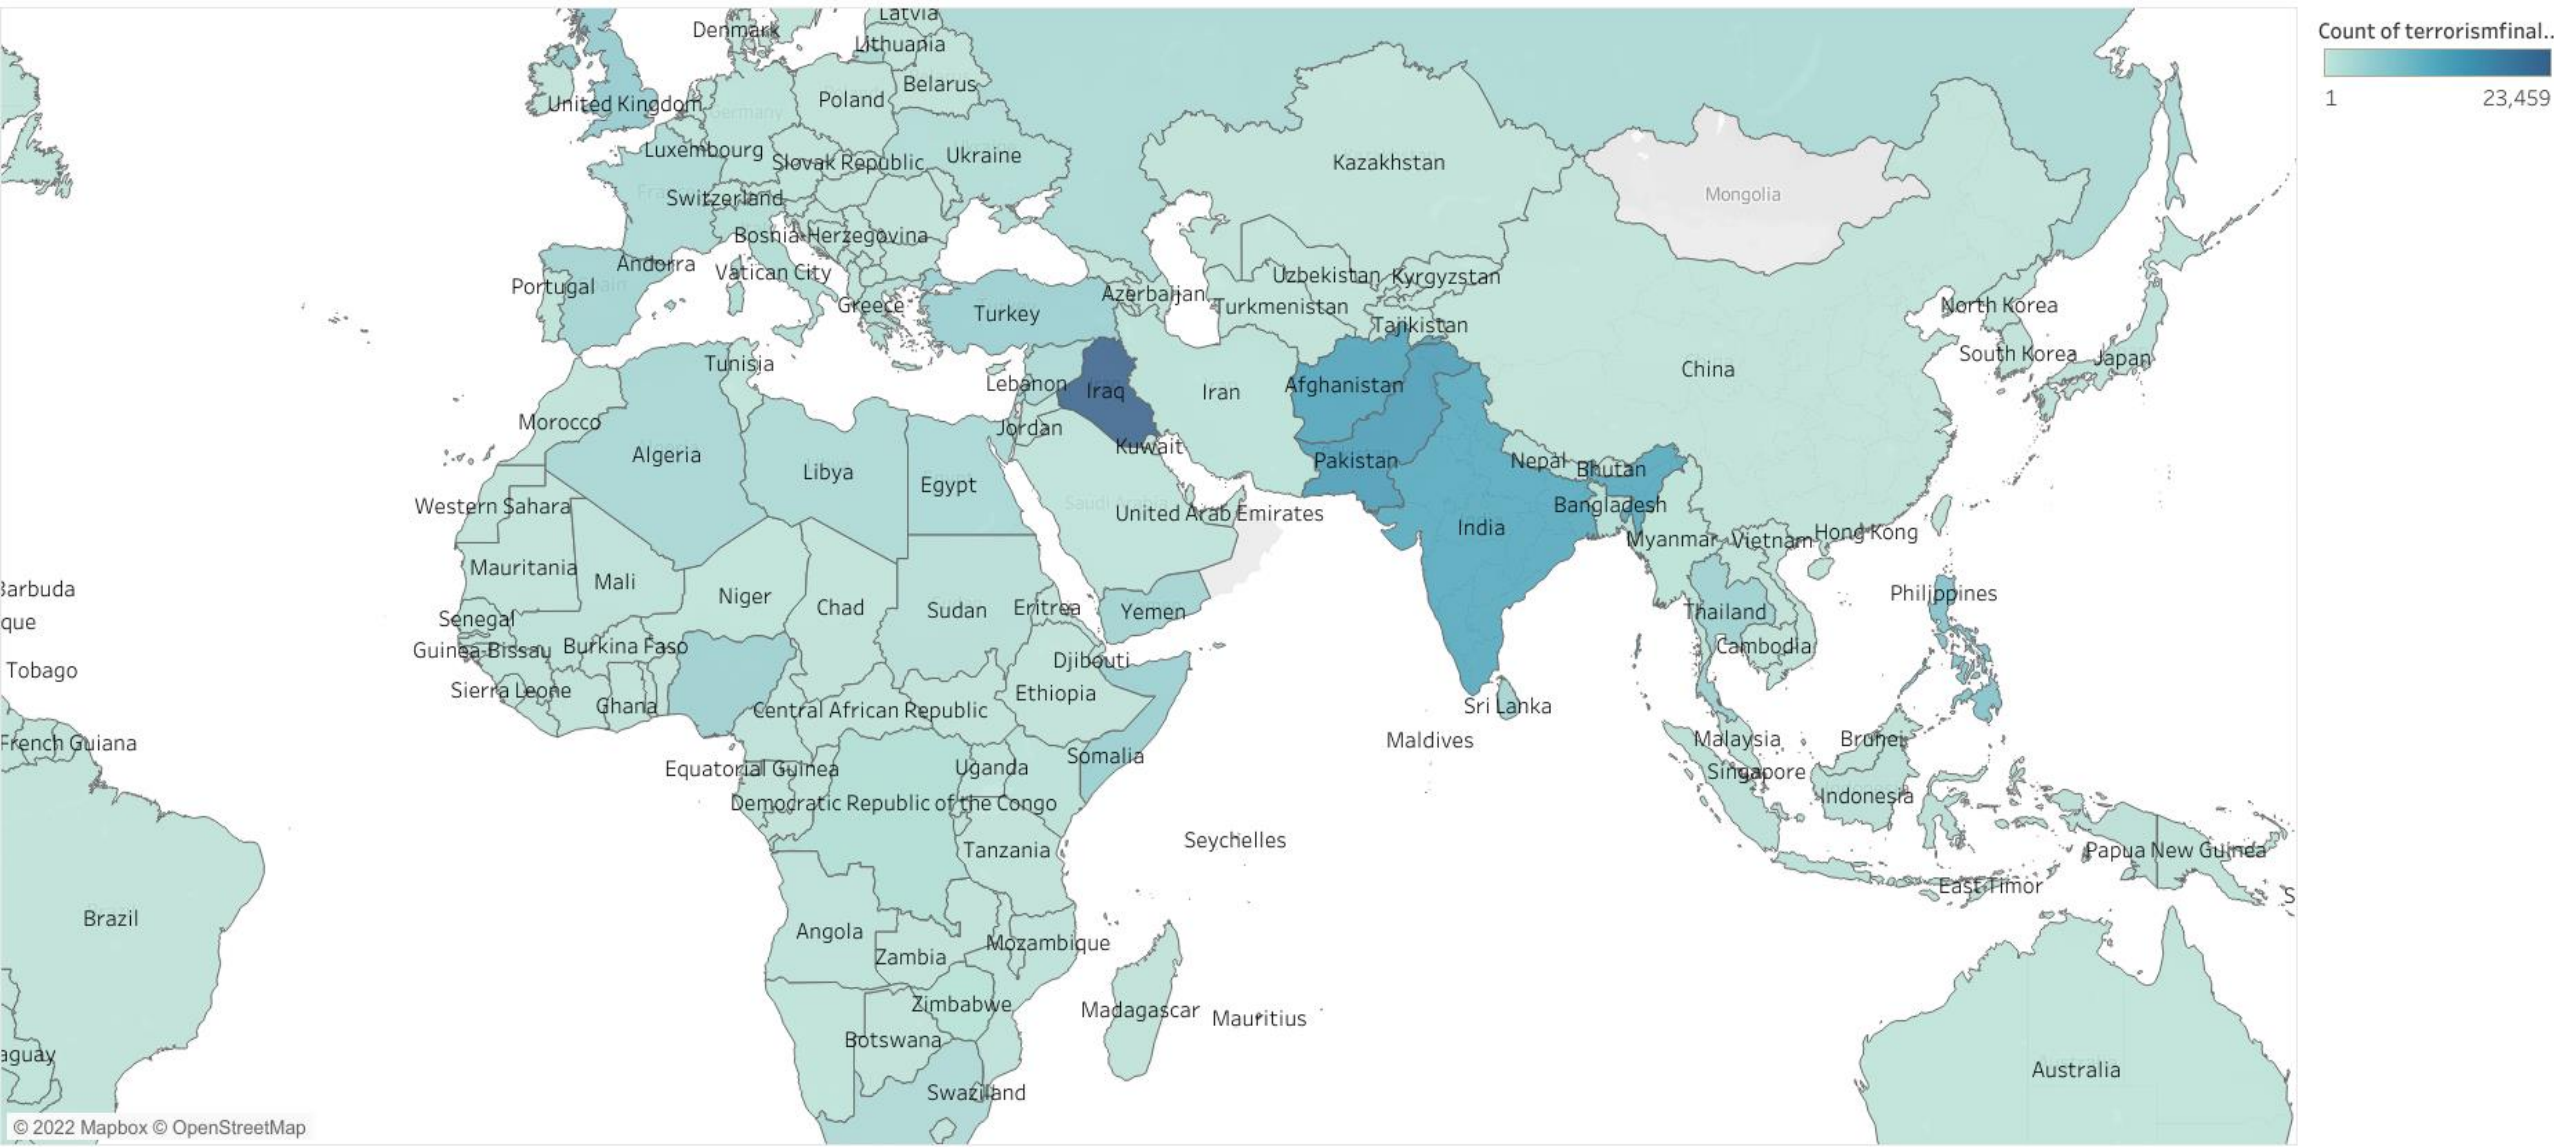 Latvia
Denmark
Lithuania
Count of terrorismfinal..
Belarus
1
23,459
Poland
United Kingdom
Germany
Luxembourg
Ukraine
Slovak Republic
Kazakhstan
Switzerland
Mongolia
Bosnia-Herzegovina
Andorra
Vatican City
Uzbekistan
Kyrgyzstan
Portugal
Azerbaijan
Greece
Turkmenistan
North Korea
Turkey
Tajikistan
South Korea
Japan
Tunisia
China
Lebanon
Iraq
Iran
Afghanistan
Morocco
Jordan
Kuwait
Algeria
Pakistan
Nepal
Bhutan
Libya
Egypt
Saudi Arabia
Western Sahara
United Arab Emirates
Bangladesh
India
Hong Kong
Myanmar
Vietnam
Mauritania
Mali
Barbuda
Niger
Chad
Sudan
Eritrea
Yemen
Philippines
Thailand
que
Senegal
Guinea-Bissau
Burkina Faso
Cambodia
Djibouti
Tobago
Sierra Leone
Ethiopia
Ghana
Central African Republic
Sri Lanka
French Guiana
Maldives
Malaysia
Brunei
Somalia
Equatorial Guinea
Uganda
Singapore
Indonesia
Democratic Republic of the Congo
Seychelles
Tanzania
Papua New Guinea
East Timor
S
Brazil
Angola
Mozambique
Zambia
Zimbabwe
Madagascar
Mauritius
Botswana
aguay
Australia
Swaziland
© 2022 Mapbox © OpenStreetMap